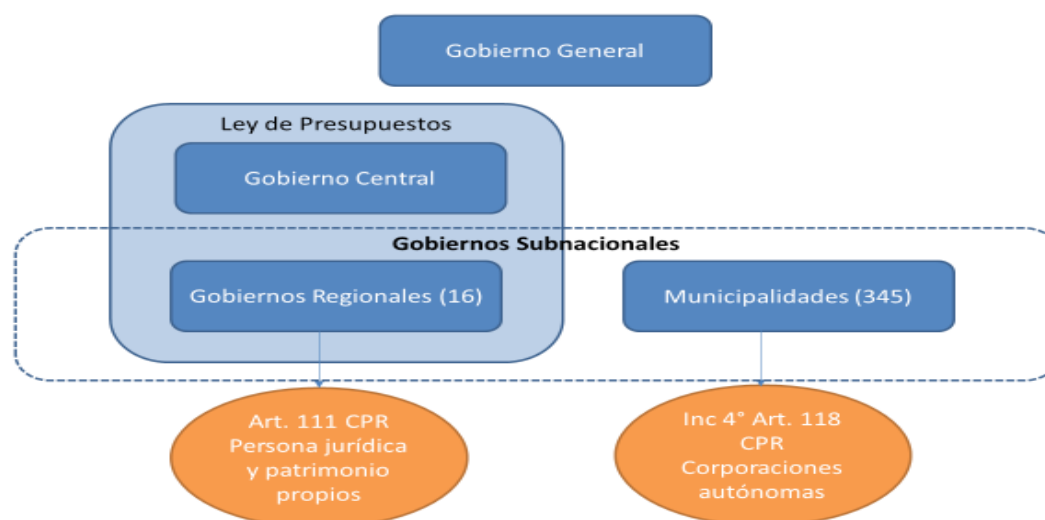 Gobierno General
Ley de Presupuestos
Gobierno Central
Gobiernos Subnacionales
Gobiernos Regionales (16)
Municipalidades (345)
Art. 111 CPR
Persona jurídica
y patrimonio
propios
Inc 4° Art. 118
CPR
Corporaciones
autónomas